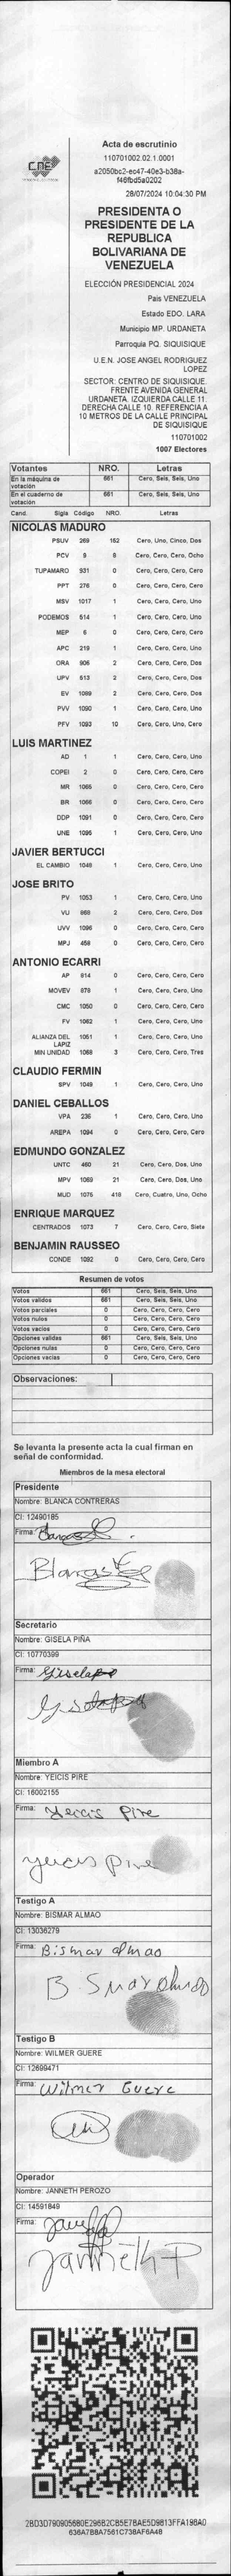 CNE
Acta de escrutinio
110701002.02.1.0001
a2050bc2-ec47-40e3-b38a-
f46fbd5a0202
28/07/2024 10:04:30 PM
PRESIDENTA O
PRESIDENTE DE LA
REPUBLICA
BOLIVARIANA DE
VENEZUELA
ELECCIÓN PRESIDENCIAL 2024
Pais VENEZUELA
Estado EDO. LARA
Municipio MP. URDANETA
Parroquia PQ. SIQUISIQUE
U.E.N. JOSE ANGEL RODRIGUEZ
LOPEZ
SECTOR: CENTRO DE SIQUISIQUE.
FRENTE AVENIDA GENERAL
URDANETA. IZQUIERDA CALLE 11.
DERECHA CALLE 10. REFERENCIA A
10 METROS DE LA CALLE PRINCIPAL
DE SIQUISIQUE
110701002
1007 Electores
Votantes NRO. Letras
En la máquina de votación 661 Cero, Seis, Seis, Uno
En el cuaderno de votación 661 Cero, Seis, Seis, Uno
Cand. Sigla Código NRO. Letras
NICOLAS MADURO
PSUV 269 152 Cero, Uno, Cinco, Dos
PCV 9 8 Cero, Cero, Cero, Ocho
TUPAMARO 931 0 Cero, Cero, Cero, Cero
PPT 276 0 Cero, Cero, Cero, Cero
MSV 1017 1 Cero, Cero, Cero, Uno
PODEMOS 514 1 Cero, Cero, Cero, Uno
MEP 6 0 Cero, Cero, Cero, Cero
APC 219 1 Cero, Cero, Cero, Uno
ORA 906 2 Cero, Cero, Cero, Dos
UPV 513 2 Cero, Cero, Cero, Dos
EV 1089 2 Cero, Cero, Cero, Dos
PVV 1090 1 Cero, Cero, Cero, Uno
PFV 1093 10 Cero, Cero, Uno, Cero
LUIS MARTINEZ
AD 1 1 Cero, Cero, Cero, Uno
COPEI 2 0 Cero, Cero, Cero, Cero
MR 1065 0 Cero, Cero, Cero, Cero
BR 1066 0 Cero, Cero, Cero, Cero
DDP 1091 0 Cero, Cero, Cero, Cero
UNE 1095 1 Cero, Cero, Cero, Uno
JAVIER BERTUCCI
EL CAMBIO 1048 1 Cero, Cero, Cero, Uno
JOSE BRITO
PV 1053 1 Cero, Cero, Cero, Uno
VU 868 2 Cero, Cero, Cero, Dos
UVV 1096 0 Cero, Cero, Cero, Cero
MPJ 458 0 Cero, Cero, Cero, Cero
ANTONIO ECARRI
AP 814 0 Cero, Cero, Cero, Cero
MOVEV 878 1 Cero, Cero, Cero, Uno
CMC 1050 0 Cero, Cero, Cero, Cero
FV 1062 1 Cero, Cero, Cero, Uno
ALIANZA DEL LAPIZ 1051 1 Cero, Cero, Cero, Uno
MIN UNIDAD 1068 3 Cero, Cero, Cero, Tres
CLAUDIO FERMIN
SPV 1049 1 Cero, Cero, Cero, Uno
DANIEL CEBALLOS
VPA 236 1 Cero, Cero, Cero, Uno
AREPA 1094 0 Cero, Cero, Cero, Cero
EDMUNDO GONZALEZ
UNTC 460 21 Cero, Cero, Dos, Uno
MPV 1069 21 Cero, Cero, Dos, Uno
MUD 1075 418 Cero, Cuatro, Uno, Ocho
ENRIQUE MARQUEZ
CENTRADOS 1073 7 Cero, Cero, Cero, Siete
BENJAMIN RAUSSEO
CONDE 1092 0 Cero, Cero, Cero, Cero
Resumen de votos
Votos 661 Cero, Seis, Seis, Uno
Votos validos 661 Cero, Seis, Seis, Uno
Votos parciales 0 Cero, Cero, Cero, Cero
Votos nulos 0 Cero, Cero, Cero, Cero
Votos vacios 0 Cero, Cero, Cero, Cero
Opciones validas 661 Cero, Seis, Seis, Uno
Opciones nulas 0 Cero, Cero, Cero, Cero
Opciones vacias 0 Cero, Cero, Cero, Cero
Observaciones:
Se levanta la presente acta la cual firman en
señal de conformidad.
Miembros de la mesa electoral
Presidente
Nombre: BLANCA CONTRERAS
CI: 12490185
Firma:
Secretario
Nombre: GISELA PIÑA
CI: 10770399
Firma:
Miembro A
Nombre: YEICIS PIRE
CI: 16002155
Firma: Yeicis Pire
yeicis pire
Testigo A
Nombre: BISMAR ALMAO
CI: 13036279
Firma: Bismar almao
Testigo B
Nombre: WILMER GUERE
CI: 12699471
Firma: Wilmer Guere
Operador
Nombre: JANNETH PEROZO
CI: 14591849
Firma:
Janneth P
2BD3D790905680E296B2CB5E7BAE5D9813FFA198A0
636A7B8A7561C738AF6A4B